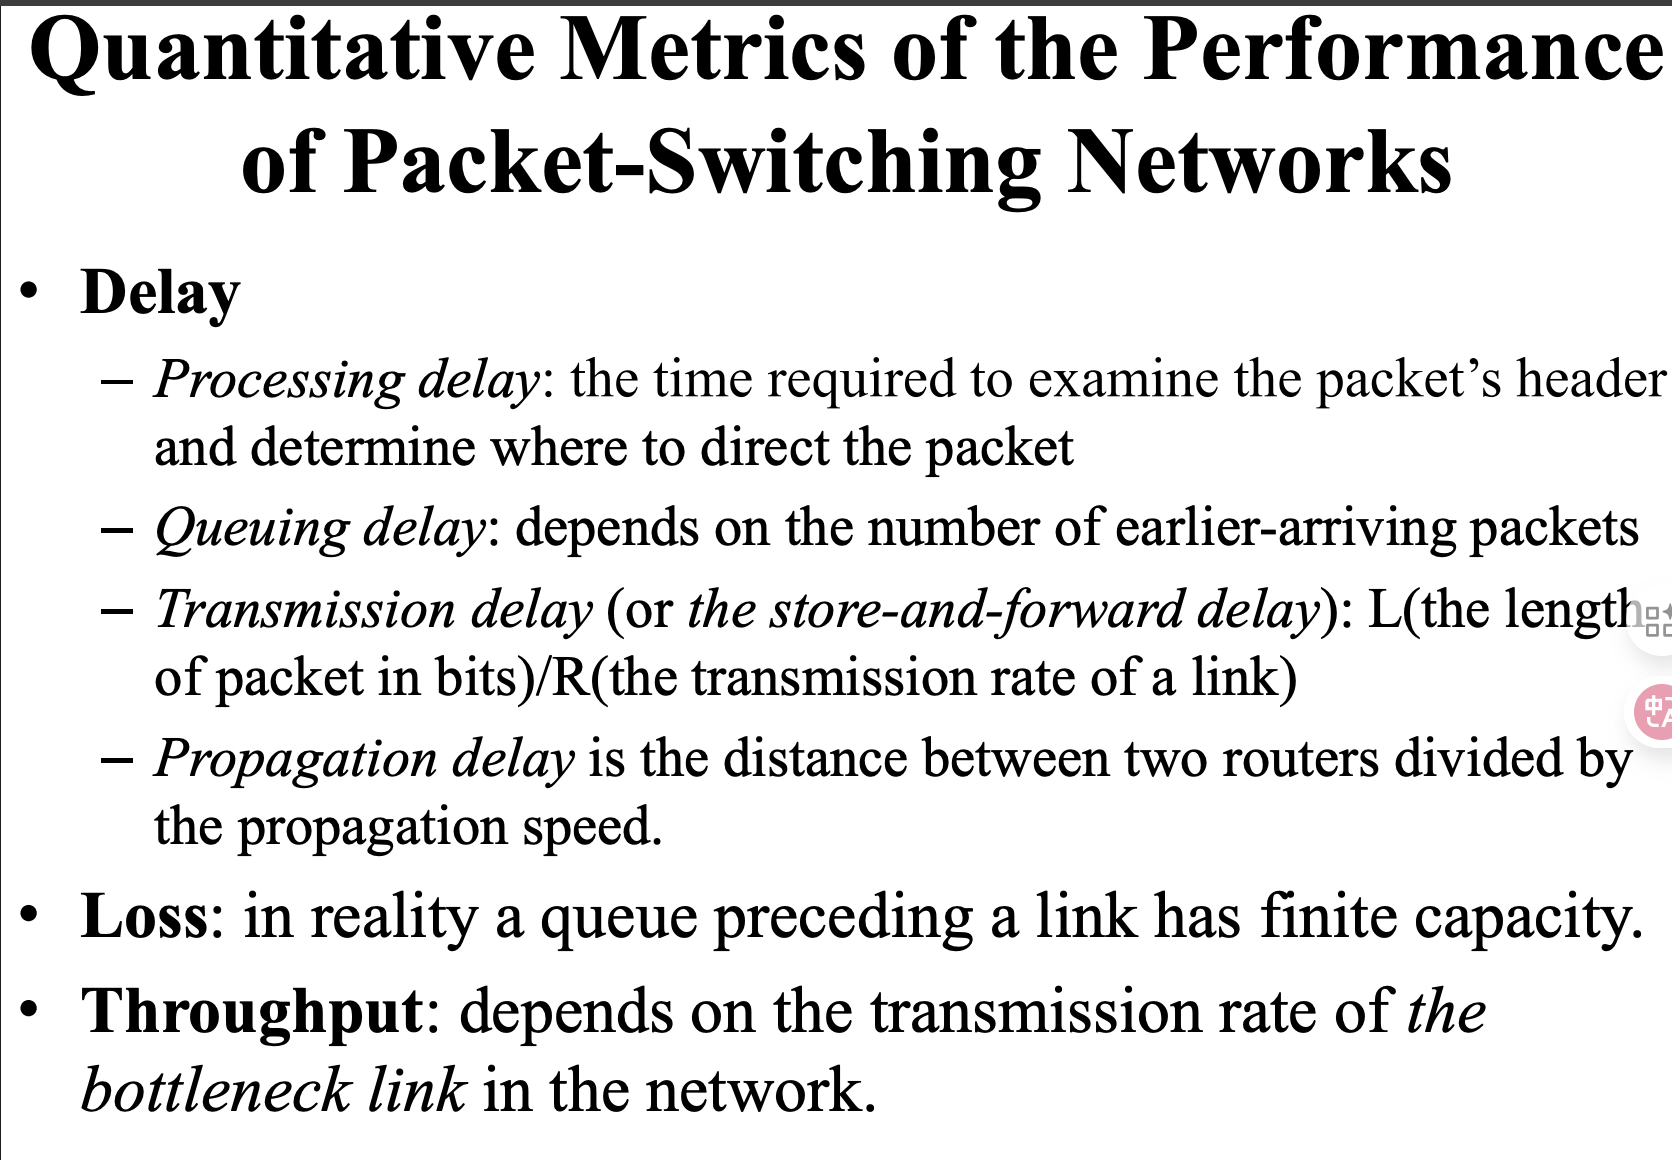 Quantitative Metrics of the Performance
of Packet-Switching Networks
• Delay
– Processing delay: the time required to examine the packet’s header
and determine where to direct the packet
– Queuing delay: depends on the number of earlier-arriving packets
– Transmission delay (or the store-and-forward delay): L(the length
of packet in bits)/R(the transmission rate of a link)
– Propagation delay is the distance between two routers divided by
the propagation speed.
• Loss: in reality a queue preceding a link has finite capacity.
• Throughput: depends on the transmission rate of the
bottleneck link in the network.